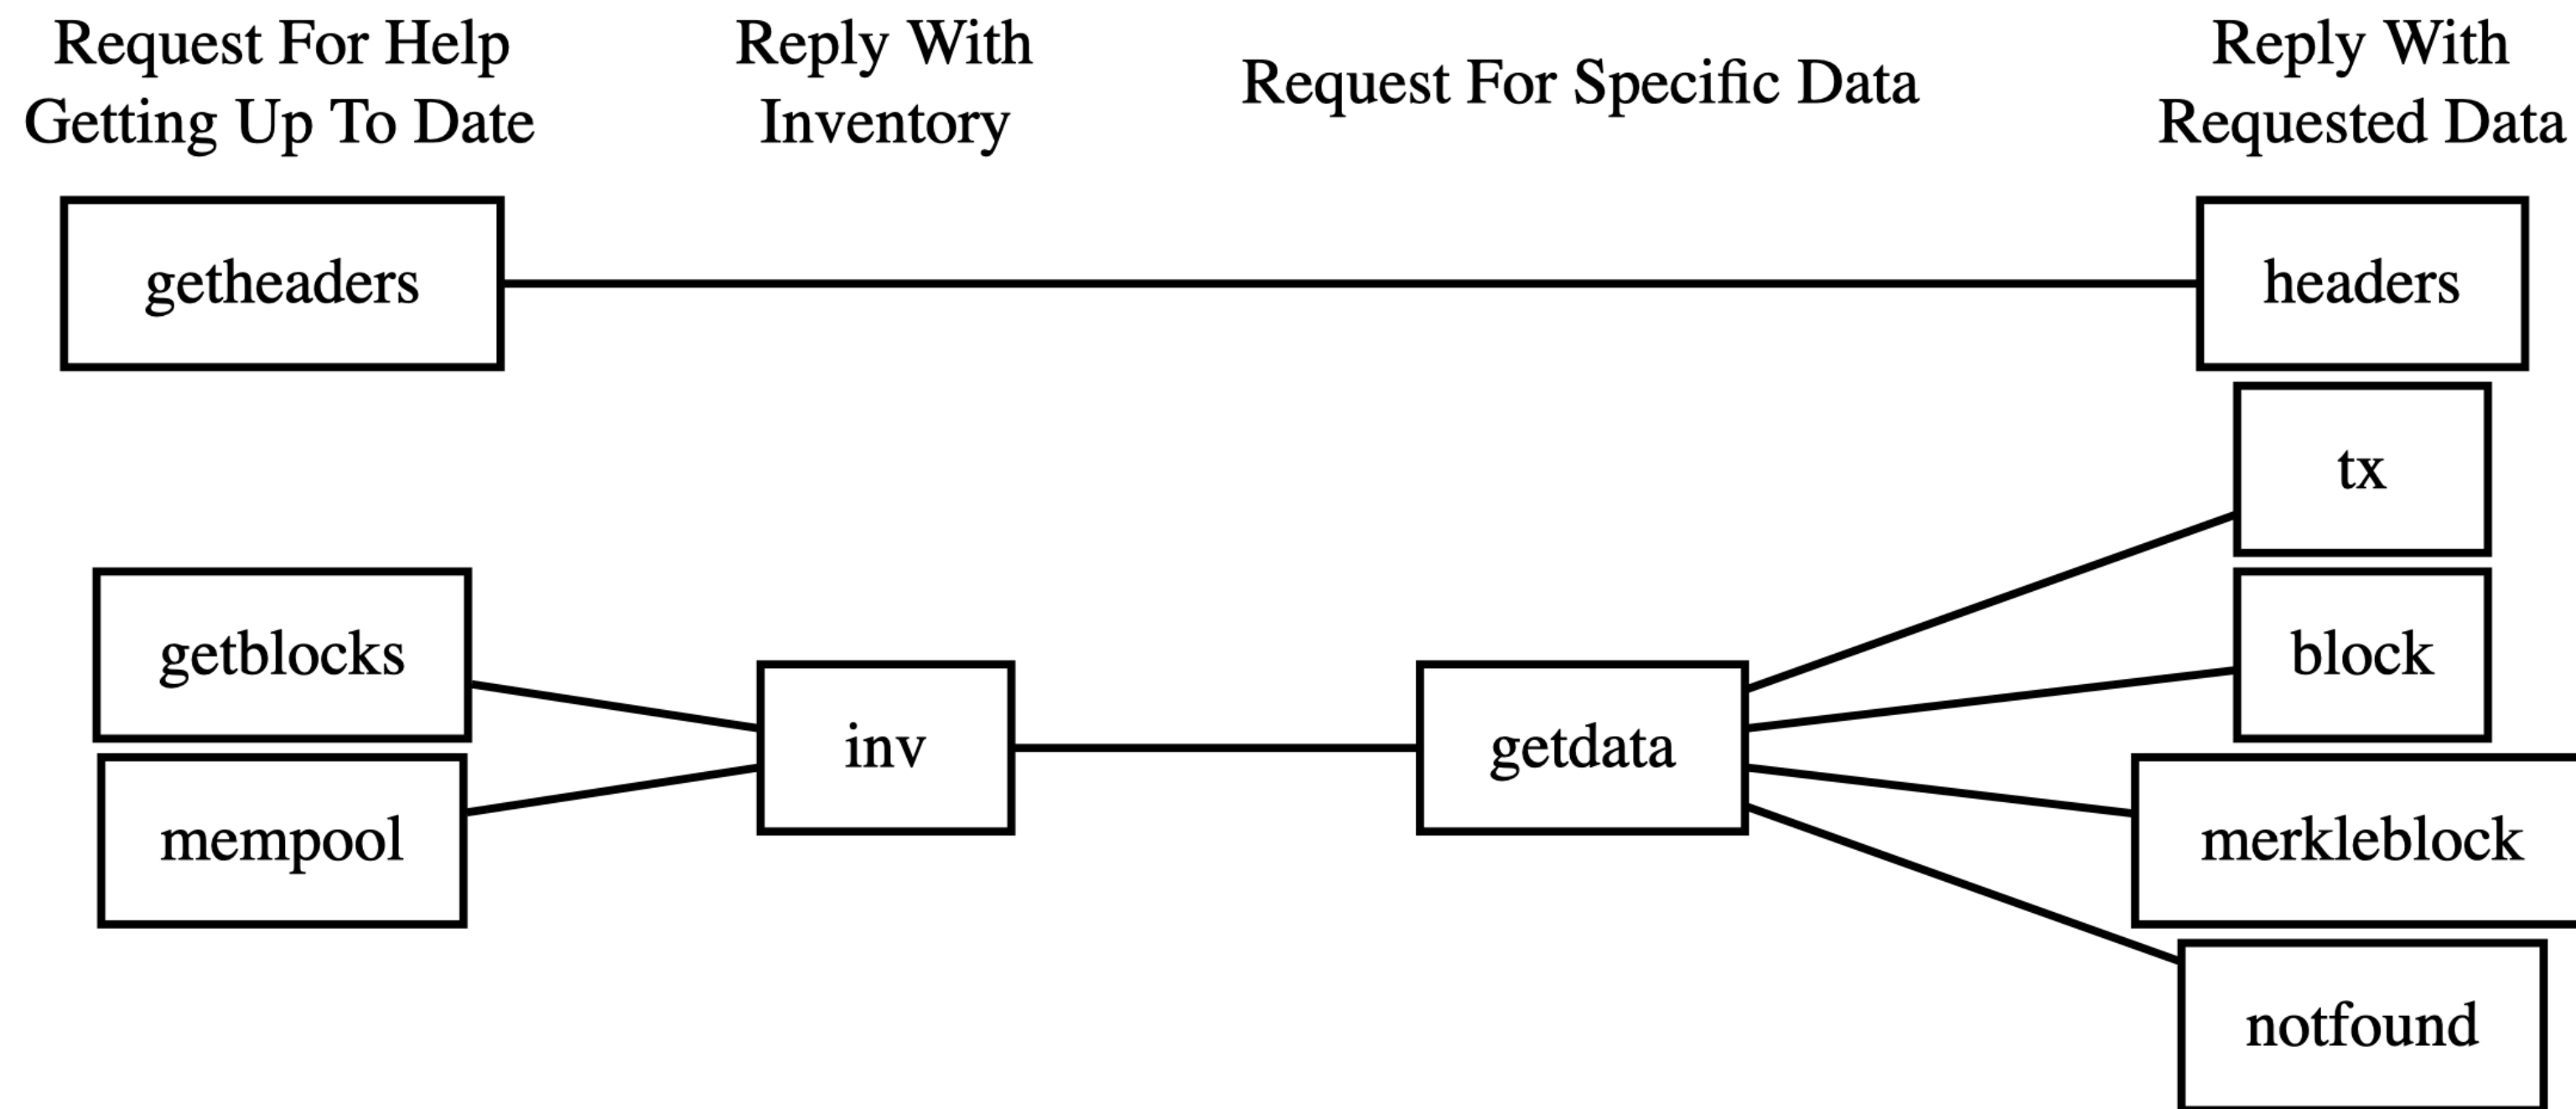 Request For Help
Getting Up To Date
Reply With
Inventory
Request For Specific Data
Reply With
Requested Data
getheaders
headers
tx
getblocks
block
inv
getdata
mempool
merkleblock
notfound